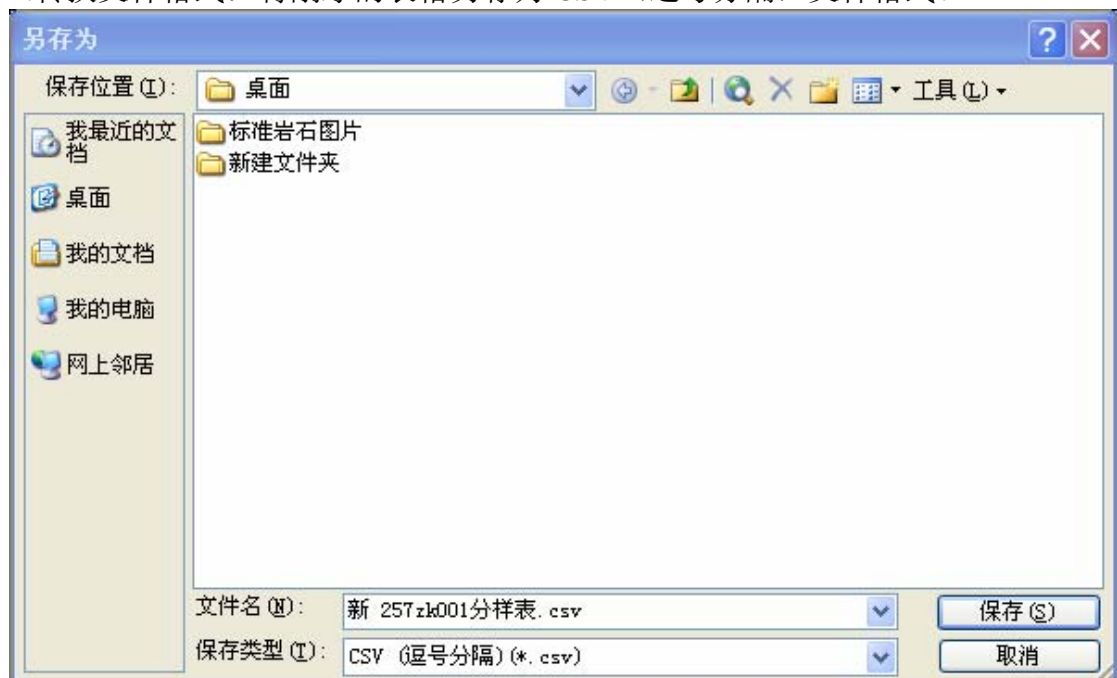 另存为
保存位置(I):
桌面
工具(L)
我最近的文档
桌面
我的文档
我的电脑
网上邻居
标准岩石图片
新建文件夹
文件名(N):
新 257zk001分样表.csv
保存(S)
保存类型(T):
CSV (逗号分隔)(*.csv)
取消